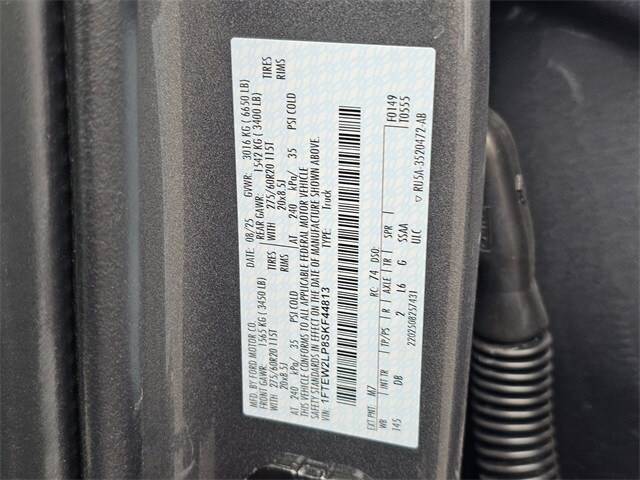 MFD. BY FORD MOTOR CO. DATE: 08/25 GVWR: 3016 KG ( 6650 LB)
FRONT GAWR: 1565 KG (3450 LB) REAR GAWR: 1542 KG ( 3400 LB)
WITH 275/60R20 115T TIRES WITH 275/60R20 115T TIRES
20x8.5J RIMS 20x8.5J RIMS
AT 240 kPa/ 35 PSI COLD AT 240 kPa/ 35 PSI COLD
THIS VEHICLE CONFORMS TO ALL APPLICABLE FEDERAL MOTOR VEHICLE
SAFETY STANDARDS IN EFFECT ON THE DATE OF MANUFACTURE SHOWN ABOVE.
VIN: 1FTEW2LP8SKF44813 TYPE: Truck
EXT PNT: M7 RC: 74 DSO: F0149
WB INT TR TP/PS R AXLE TR SPR T0555
145 DB 2 16 G SSAA
ULC
2202508257431 ▽ RU5A-3520472-AB